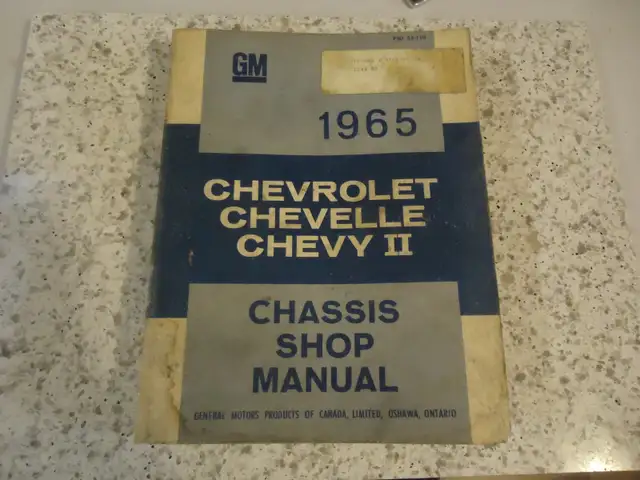 GM
1965
CHEVROLET
CHEVELLE
CHEVY II
CHASSIS
SHOP
MANUAL
GENERAL MOTORS PRODUCTS OF CANADA, LIMITED, OSHAWA, ONTARIO